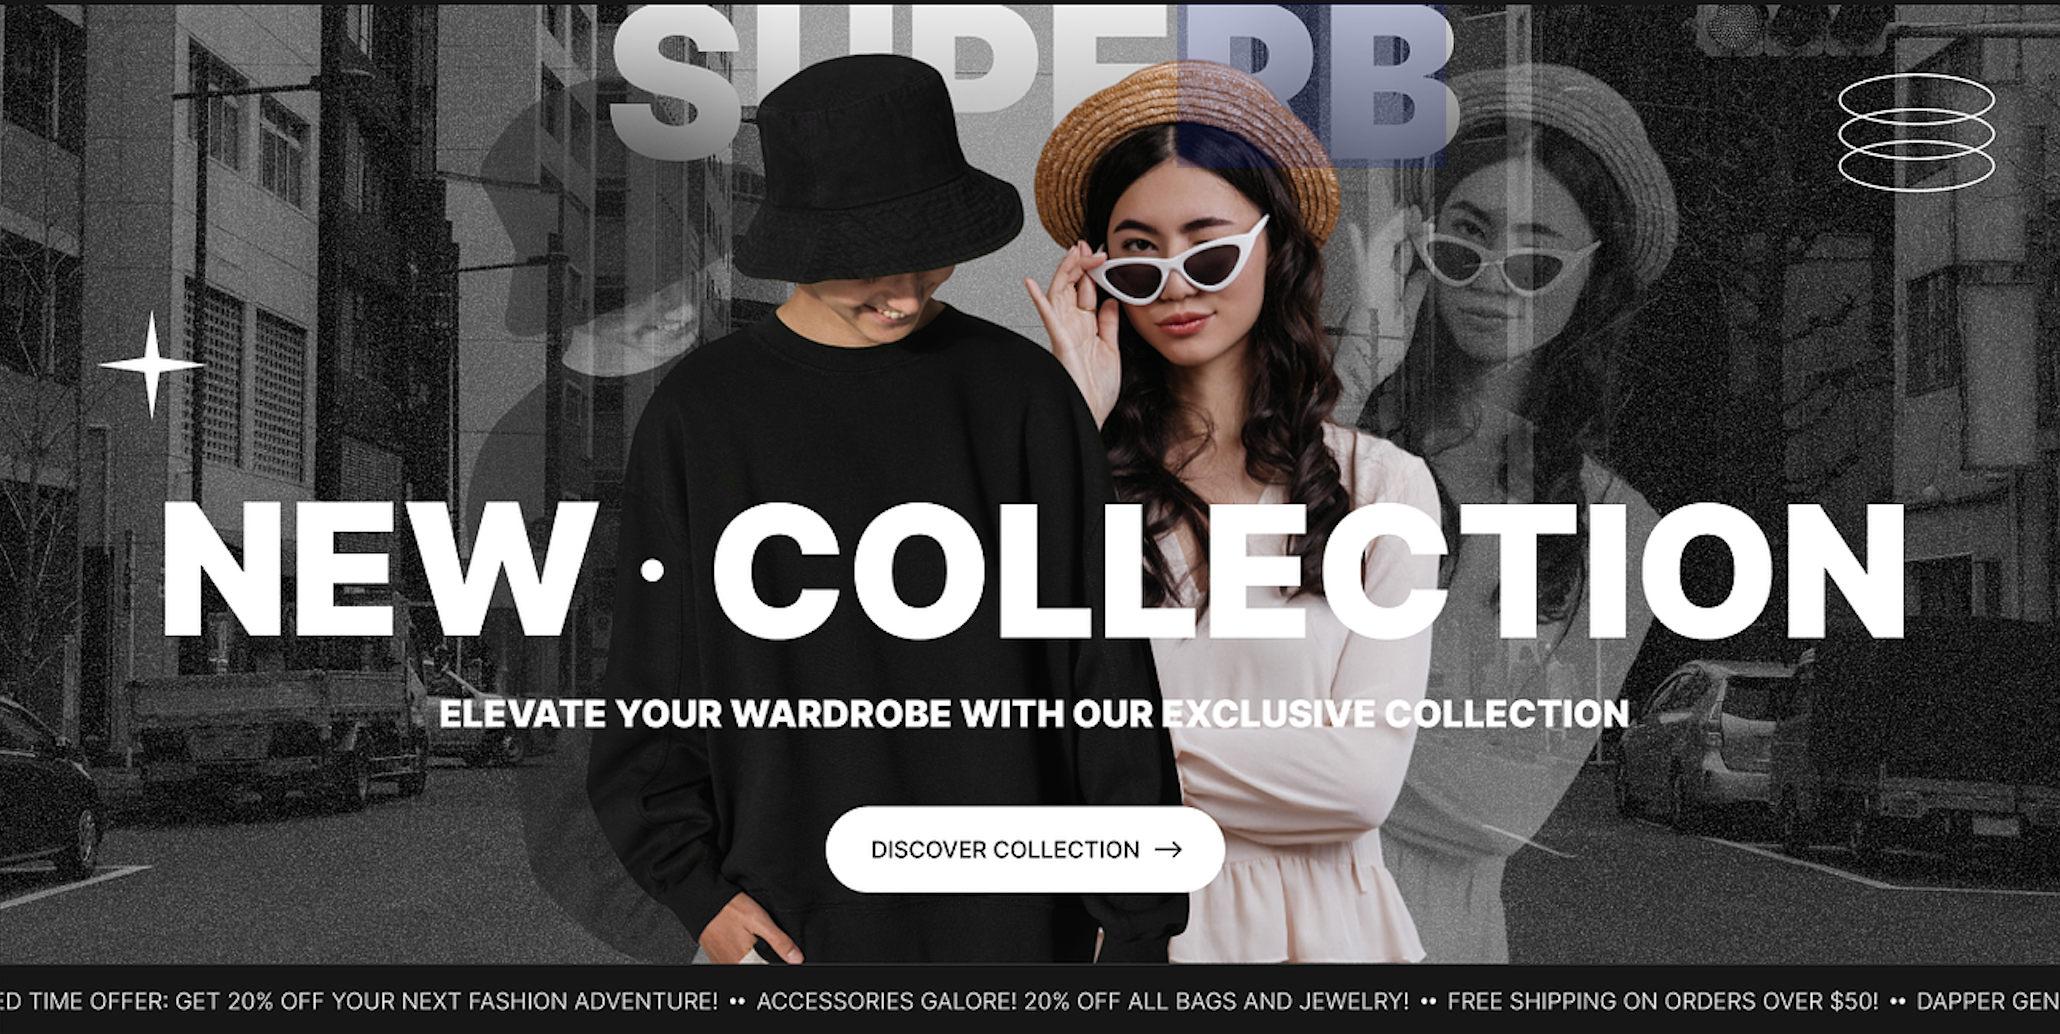 SUPERB
NEW · COLLECTION
ELEVATE YOUR WARDROBE WITH OUR EXCLUSIVE COLLECTION
DISCOVER COLLECTION →
ED TIME OFFER: GET 20% OFF YOUR NEXT FASHION ADVENTURE! •• ACCESSORIES GALORE! 20% OFF ALL BAGS AND JEWELRY! •• FREE SHIPPING ON ORDERS OVER $50! •• DAPPER GEN